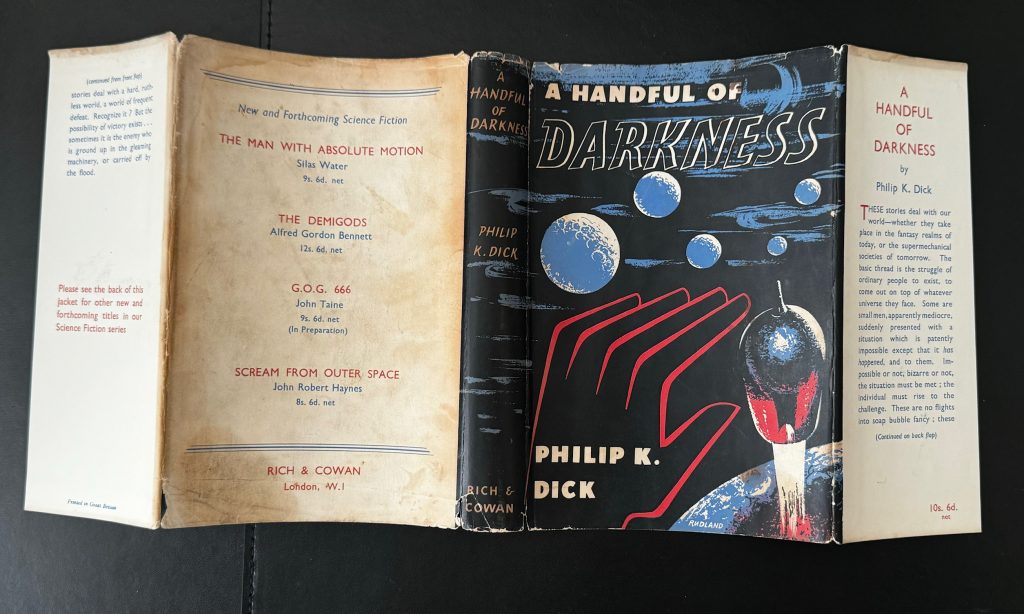 (continued from front flap)
stories deal with a hard, ruth-
less world, a world of frequent
defeat. Recognize it? But the
possibility of victory exists . . .
sometimes it is the enemy who
is ground up in the gleaming
machinery, or carried off by
the flood.
Please see the back of this
jacket for other new and
forthcoming titles in our
Science Fiction series
Printed in Great Britain
New and Forthcoming Science Fiction
THE MAN WITH ABSOLUTE MOTION
Silas Water
9s. 6d. net
THE DEMIGODS
Alfred Gordon Bennett
12s. 6d. net
G.O.G. 666
John Taine
9s. 6d. net
(In Preparation)
SCREAM FROM OUTER SPACE
John Robert Haynes
8s. 6d. net
RICH & COWAN
London, W.1
A
HANDFUL
OF
DARKNESS
PHILIP
K. DICK
RICH &
COWAN
A HANDFUL OF
DARKNESS
PHILIP K.
DICK
RUDLAND
A
HANDFUL
OF
DARKNESS
by
Philip K. Dick
THESE stories deal with our
world—whether they take
place in the fantasy realms of
today, or the supermechanical
societies of tomorrow. The
basic thread is the struggle of
ordinary people to exist, to
come out on top of whatever
universe they face. Some are
small men, apparently mediocre,
suddenly presented with a
situation which is patently
impossible except that it has
happened, and to them. Im-
possible or not, bizarre or not,
the situation must be met ; the
individual must rise to the
challenge. These are no flights
into soap bubble fancy ; these
(Continued on back flap)
10s. 6d.
net